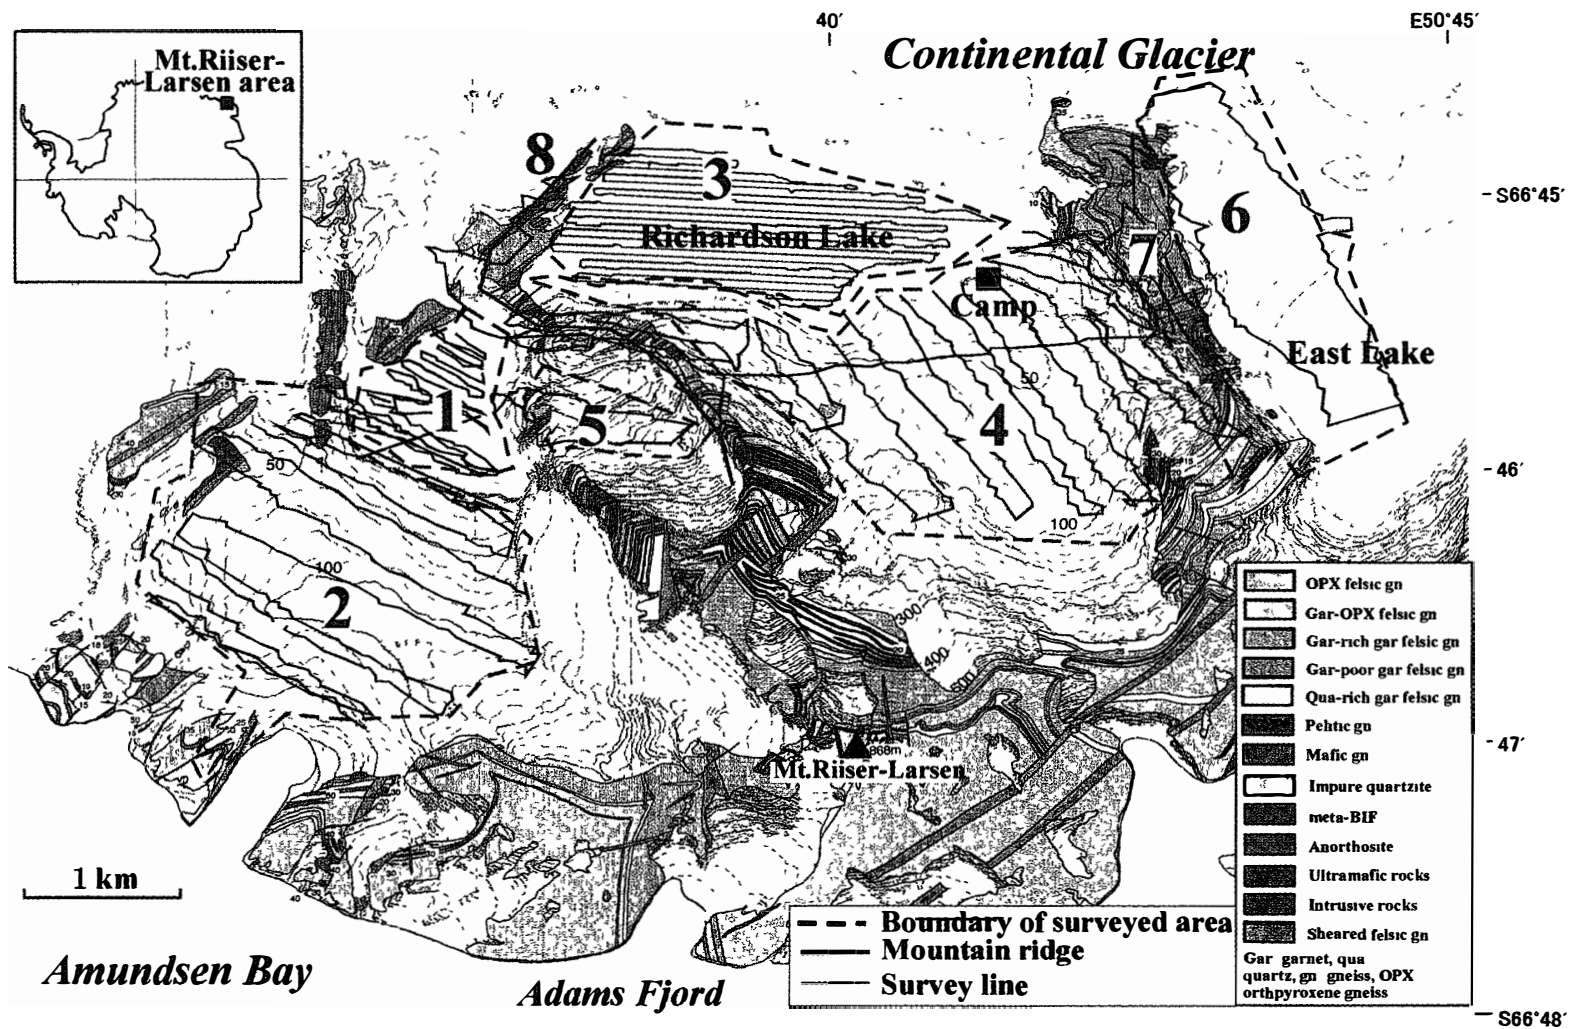 40′
E50°45′
Continental Glacier
Mt.Riiser-
Larsen area
8
3
S66°45′
6
Richardson Lake
7
Camp
East Lake
50
1
5
4
46′
50
100
100
2
300
400
500
47′
868m
Mt.Riiser-Larsen
1 km
Amundsen Bay
Adams Fjord
Boundary of surveyed area
Mountain ridge
Survey line
OPX felsic gn
Gar-OPX felsic gn
Gar-rich gar felsic gn
Gar-poor gar felsic gn
Qua-rich gar felsic gn
Pelitic gn
Mafic gn
Impure quartzite
meta-BIF
Anorthosite
Ultramafic rocks
Intrusive rocks
Sheared felsic gn
Gar garnet, qua
quartz, gn gneiss, OPX
orthpyroxene gneiss
S66°48′